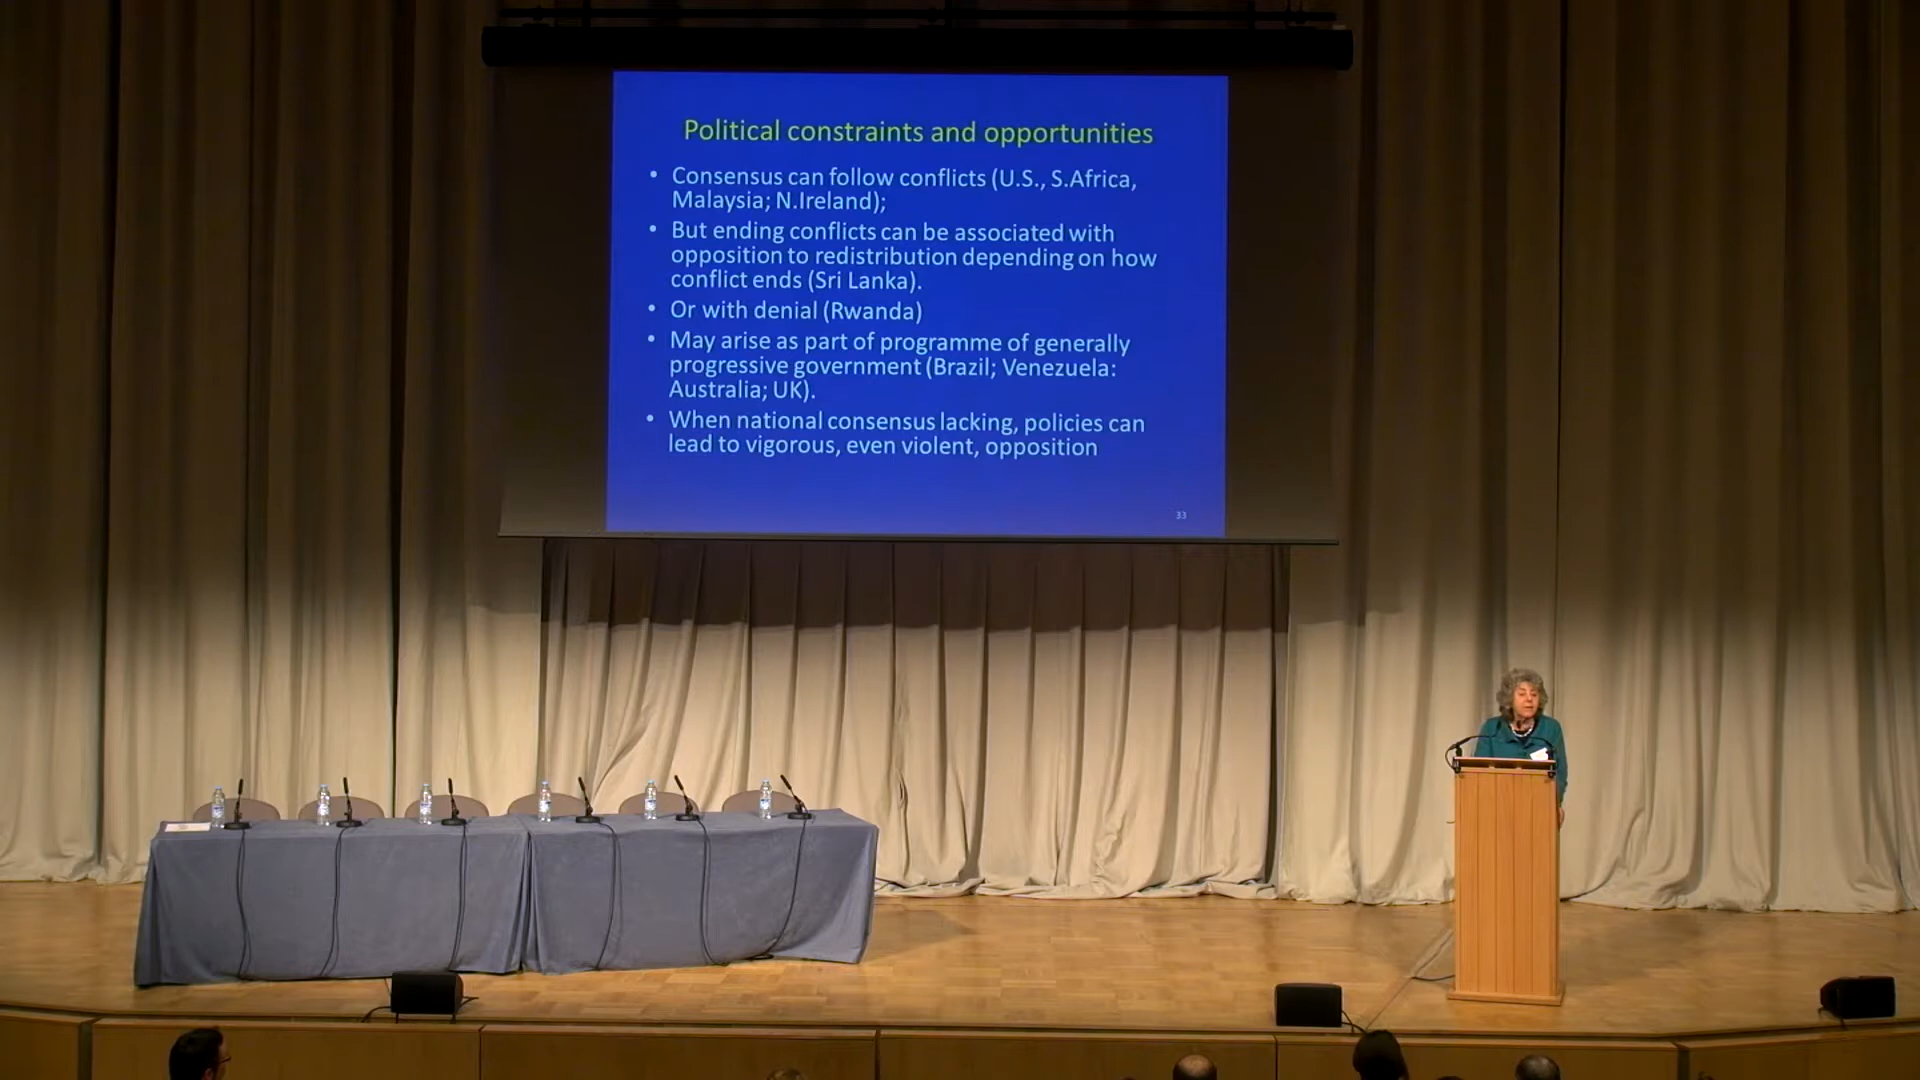 Political constraints and opportunities
• Consensus can follow conflicts (U.S., S.Africa,
Malaysia; N.Ireland);
• But ending conflicts can be associated with
opposition to redistribution depending on how
conflict ends (Sri Lanka).
• Or with denial (Rwanda)
• May arise as part of programme of generally
progressive government (Brazil; Venezuela:
Australia; UK).
• When national consensus lacking, policies can
lead to vigorous, even violent, opposition
33